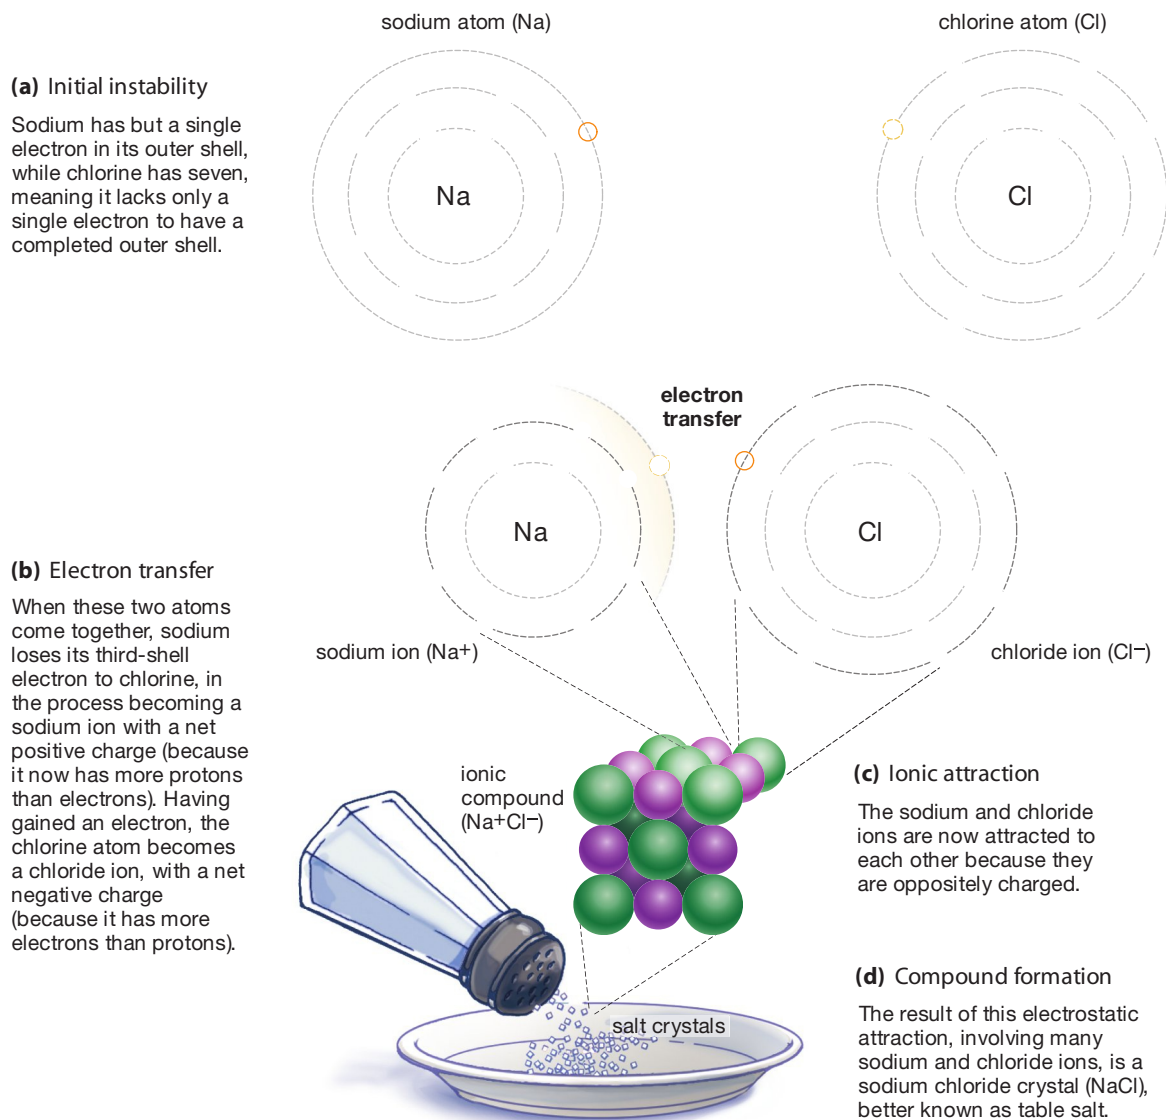 sodium atom (Na)
chlorine atom (Cl)
(a) Initial instability
Sodium has but a single
electron in its outer shell,
while chlorine has seven,
meaning it lacks only a
single electron to have a
completed outer shell.
Na
Cl
electron
transfer
Na
Cl
(b) Electron transfer
When these two atoms
come together, sodium
loses its third-shell
electron to chlorine, in
the process becoming a
sodium ion with a net
positive charge (because
it now has more protons
than electrons). Having
gained an electron, the
chlorine atom becomes
a chloride ion, with a net
negative charge
(because it has more
electrons than protons).
sodium ion (Na+)
chloride ion (Cl–)
ionic
compound
(Na+Cl–)
(c) Ionic attraction
The sodium and chloride
ions are now attracted to
each other because they
are oppositely charged.
salt crystals
(d) Compound formation
The result of this electrostatic
attraction, involving many
sodium and chloride ions, is a
sodium chloride crystal (NaCl),
better known as table salt.